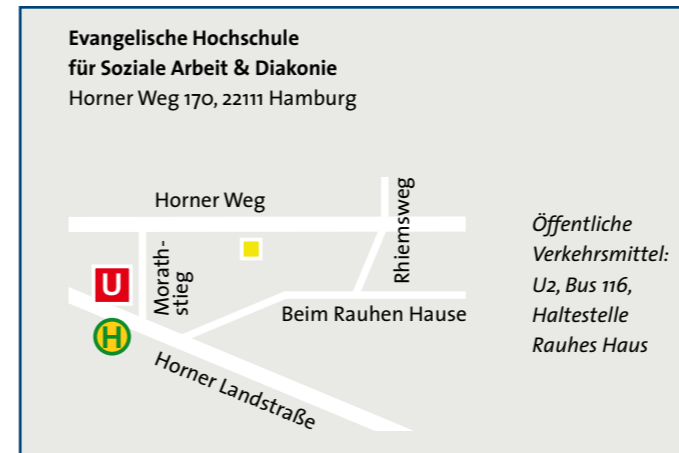 Evangelische Hochschule
für Soziale Arbeit & Diakonie
Horner Weg 170, 22111 Hamburg
Horner Weg
Rhiemsweg
Morath-
stieg
U
H
Beim Rauhen Hause
Horner Landstraße
Öffentliche
Verkehrsmittel:
U2, Bus 116,
Haltestelle
Rauhes Haus